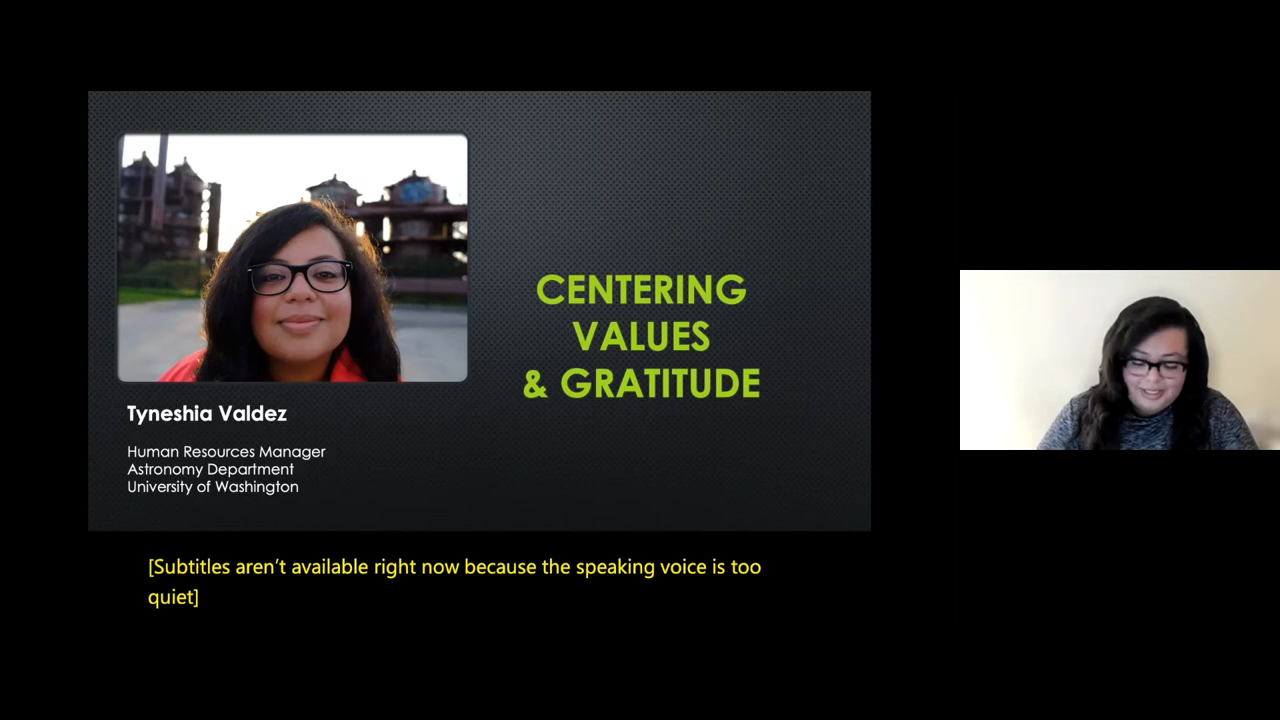 CENTERING
VALUES
& GRATITUDE
Tyneshia Valdez
Human Resources Manager
Astronomy Department
University of Washington
[Subtitles aren't available right now because the speaking voice is too
quiet]